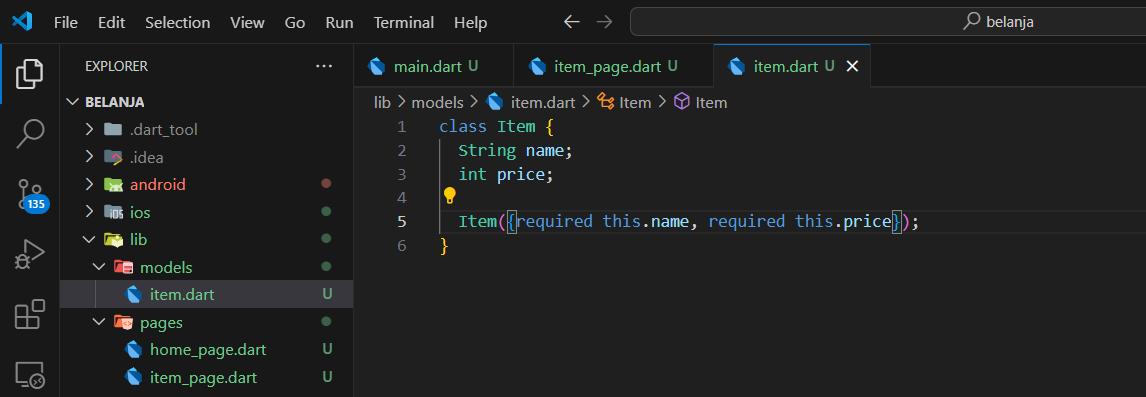 File Edit Selection View Go Run Terminal Help ← → belanja
EXPLORER ...
BELANJA
.dart_tool
.idea
android
ios
lib
models
item.dart U
pages
home_page.dart U
item_page.dart U
135
main.dart U item_page.dart U item.dart U
lib > models > item.dart > Item > Item
1 class Item {
2 String name;
3 int price;
4
5 Item({required this.name, required this.price});
6 }